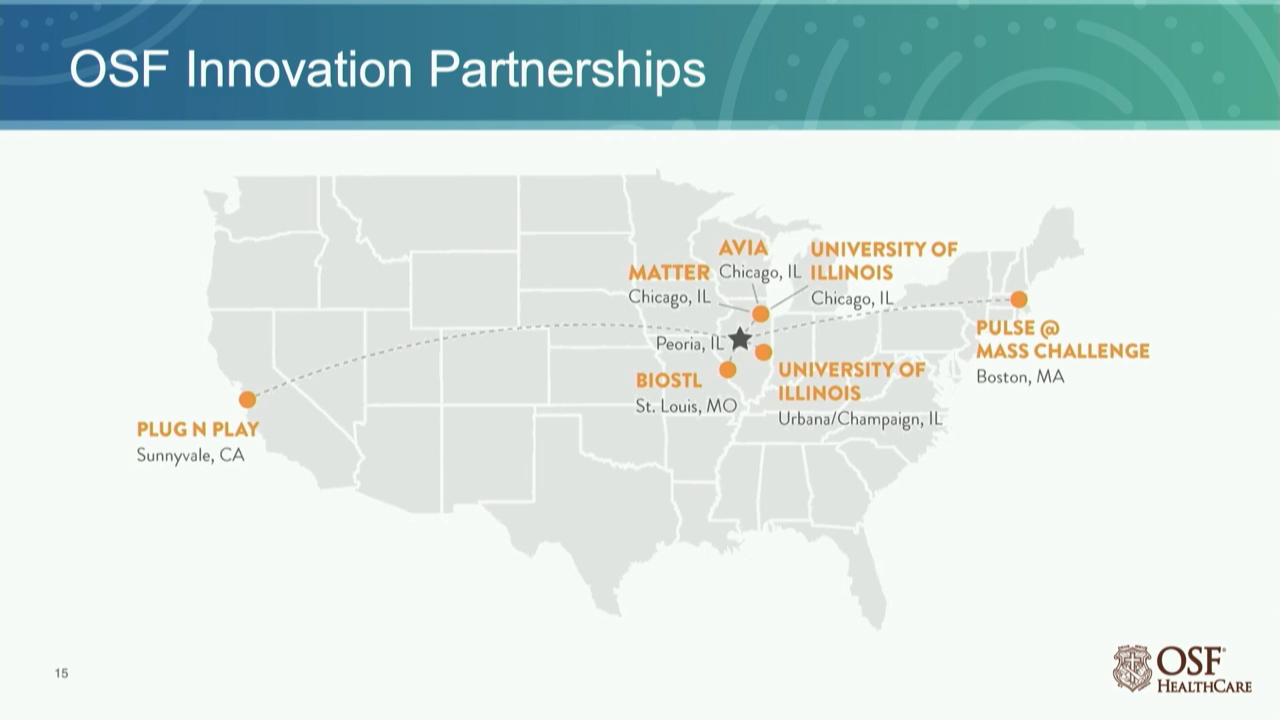 OSF Innovation Partnerships
AVIA
Chicago, IL
UNIVERSITY OF
ILLINOIS
Chicago, IL
MATTER
Chicago, IL
Peoria, IL
PULSE @
MASS CHALLENGE
Boston, MA
BIOSTL
St. Louis, MO
UNIVERSITY OF
ILLINOIS
Urbana/Champaign, IL
PLUG N PLAY
Sunnyvale, CA
15
OSF
HEALTHCARE